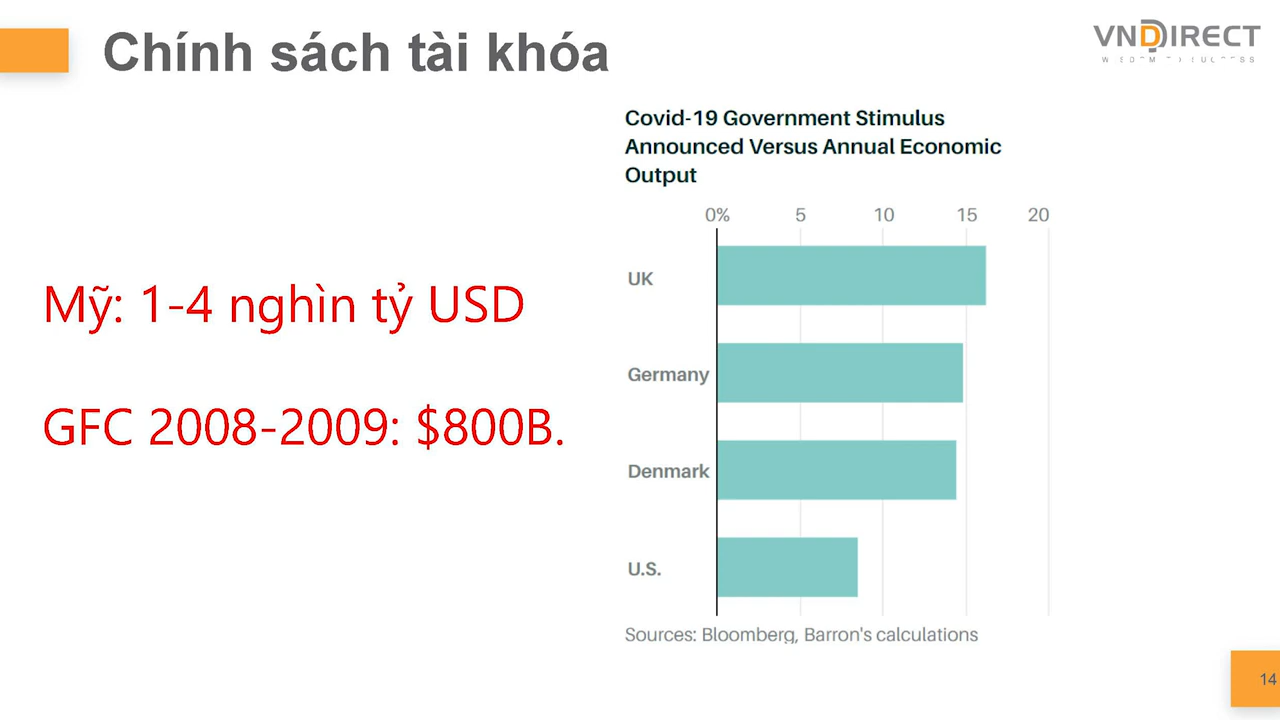 Chính sách tài khóa
VNDIRECT
Mỹ: 1-4 nghìn tỷ USD
GFC 2008-2009: $800B.
Covid-19 Government Stimulus
Announced Versus Annual Economic
Output
0% 5 10 15 20
UK
Germany
Denmark
U.S.
Sources: Bloomberg, Barron's calculations
14